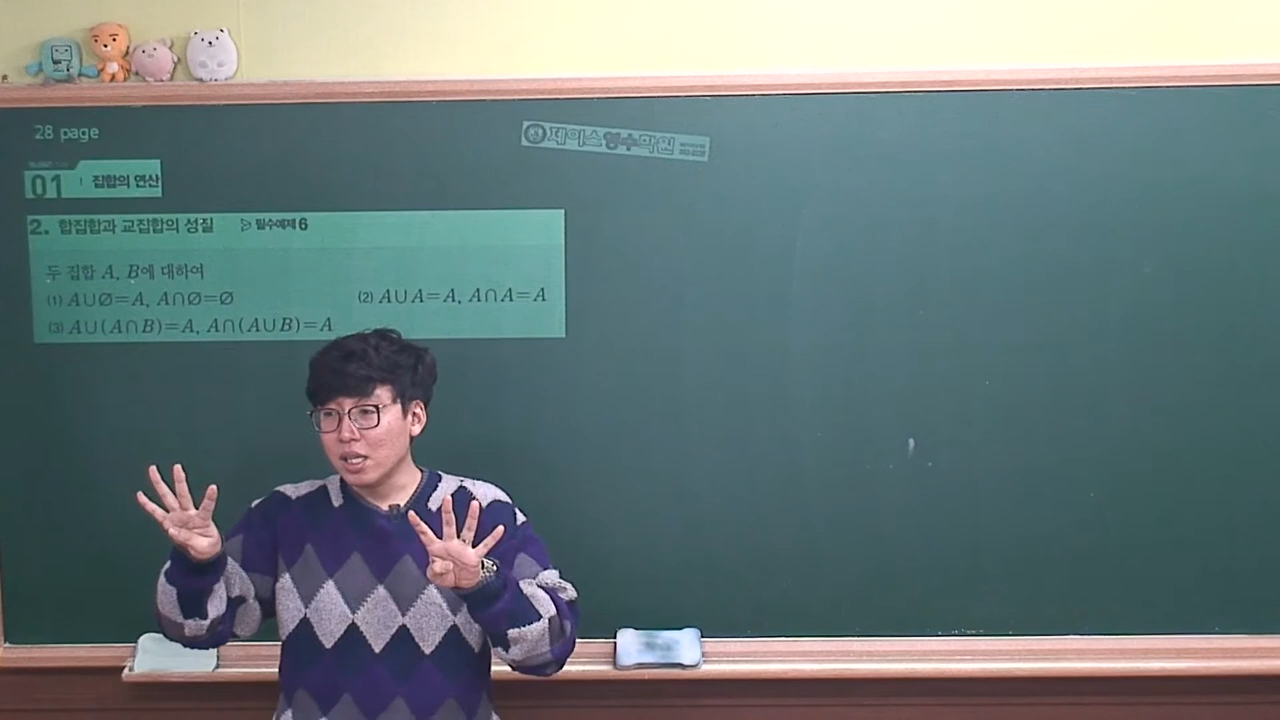 28 page
제이스영수학원
01 집합의 연산
2. 합집합과 교집합의 성질 ▷ 필수예제 6
두 집합 A, B에 대하여
(1) A∪∅=A, A∩∅=∅ (2) A∪A=A, A∩A=A
(3) A∪(A∩B)=A, A∩(A∪B)=A